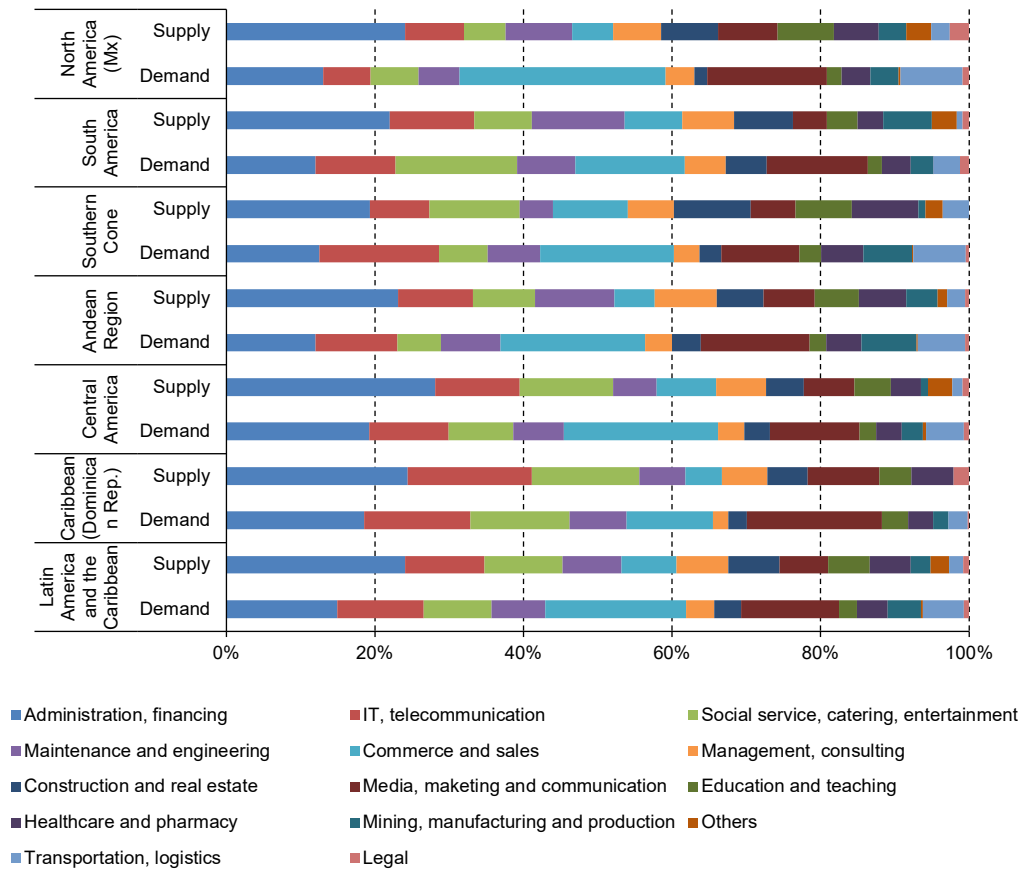 North
America
(Mx)
Supply
Demand
South
America
Supply
Demand
Southern
Cone
Supply
Demand
Andean
Region
Supply
Demand
Central
America
Supply
Demand
Caribbean
(Dominica
n Rep.)
Supply
Demand
Latin
America
and the
Caribbean
Supply
Demand
0% 20% 40% 60% 80% 100%
Administration, financing IT, telecommunication Social service, catering, entertainment
Maintenance and engineering Commerce and sales Management, consulting
Construction and real estate Media, maketing and communication Education and teaching
Healthcare and pharmacy Mining, manufacturing and production Others
Transportation, logistics Legal